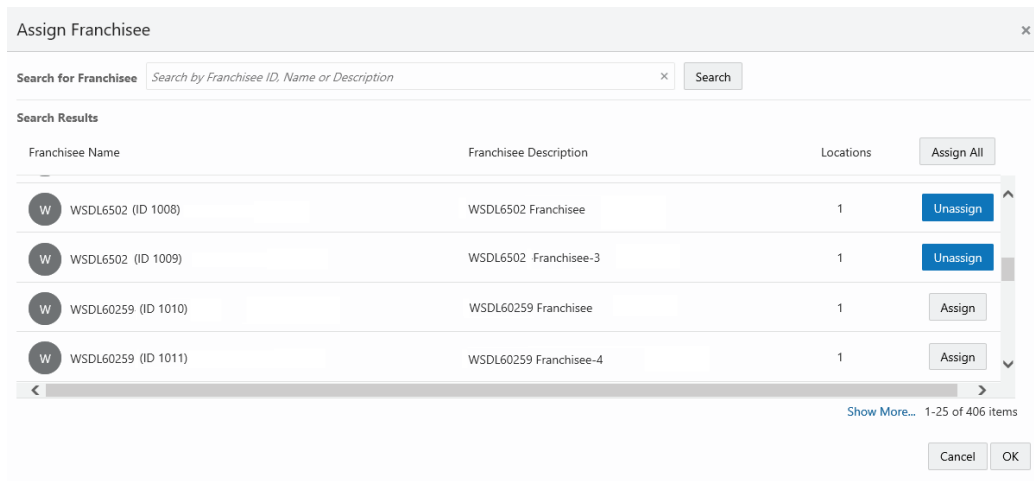 Assign Franchisee ×
Search for Franchisee Search by Franchisee ID, Name or Description × Search
Search Results
Franchisee Name Franchisee Description Locations Assign All
W WSDL6502 (ID 1008) WSDL6502 Franchisee 1 Unassign
W WSDL6502 (ID 1009) WSDL6502 Franchisee-3 1 Unassign
W WSDL60259 (ID 1010) WSDL60259 Franchisee 1 Assign
W WSDL60259 (ID 1011) WSDL60259 Franchisee-4 1 Assign
Show More... 1-25 of 406 items
Cancel OK